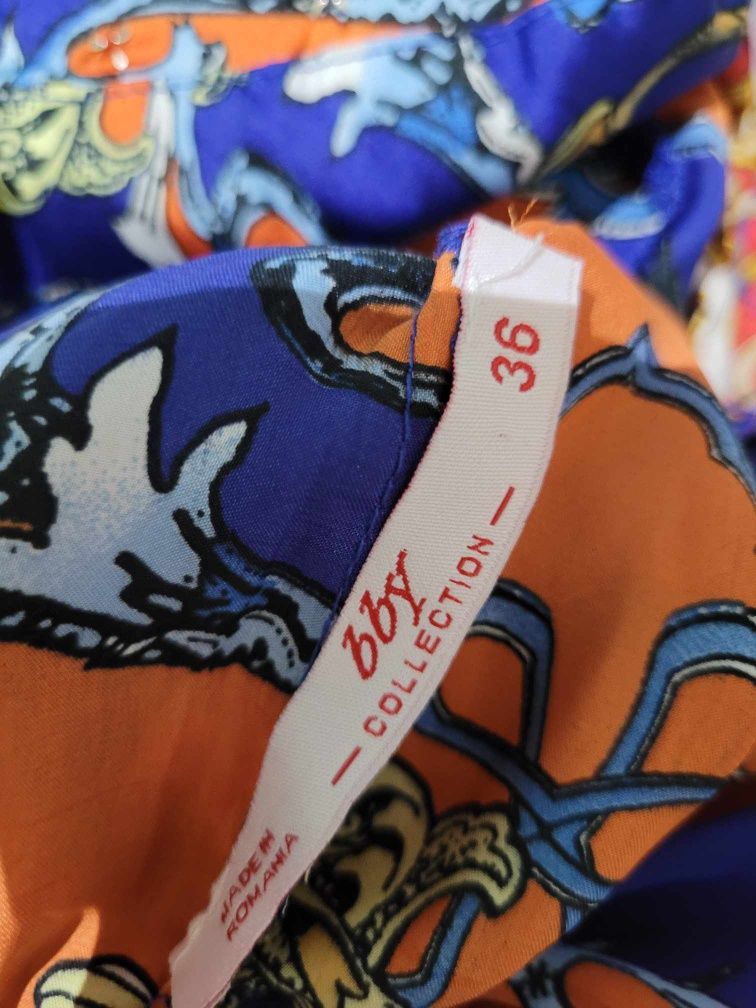 36
bby
— COLLECTION —
MADE IN
ROMANIA